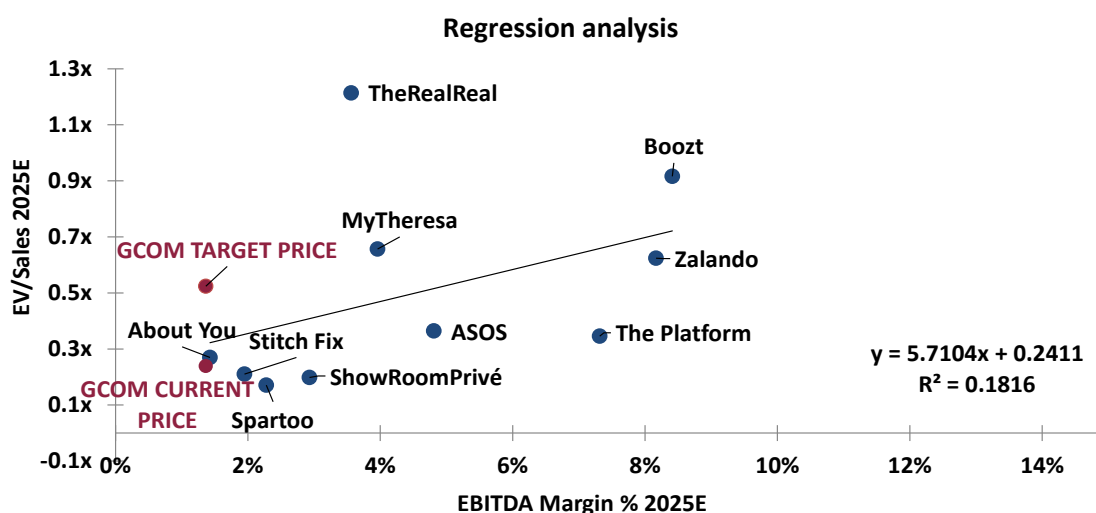 Regression analysis
EV/Sales 2025E
1.3x
1.1x
0.9x
0.7x
0.5x
0.3x
0.1x
-0.1x
TheRealReal
Boozt
MyTheresa
GCOM TARGET PRICE
Zalando
About You
Stitch Fix
ASOS
The Platform
GCOM CURRENT
PRICE
ShowRoomPrivé
Spartoo
y = 5.7104x + 0.2411
R² = 0.1816
0%
2%
4%
6%
8%
10%
12%
14%
EBITDA Margin % 2025E